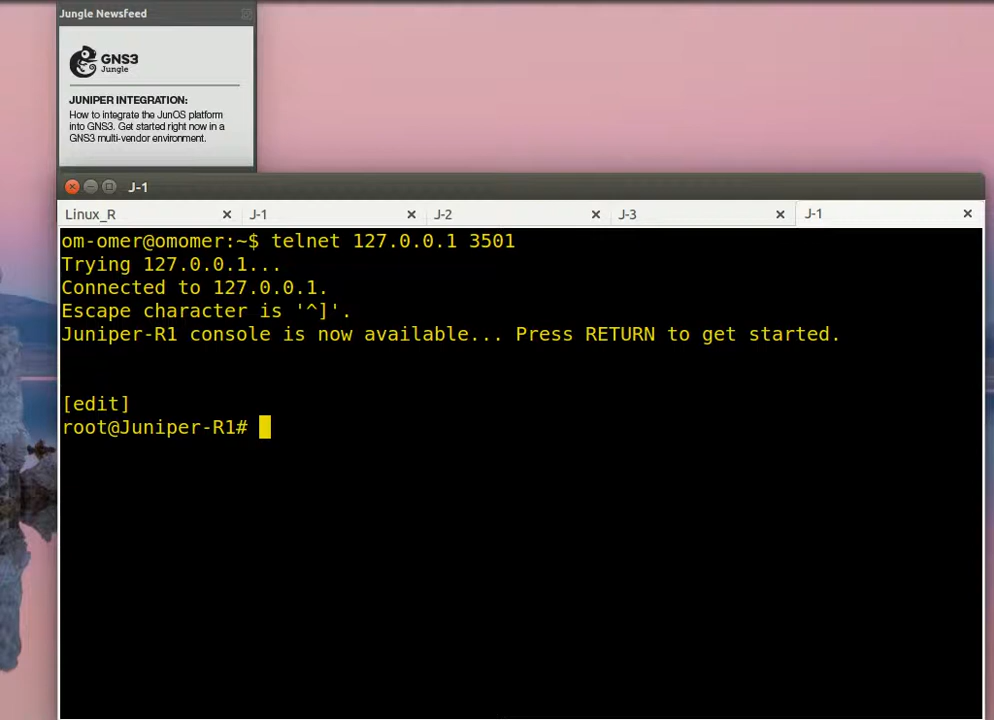 Jungle Newsfeed
GNS3
Jungle
JUNIPER INTEGRATION:
How to integrate the JunOS platform
into GNS3. Get started right now in a
GNS3 multi-vendor environment.
J-1
Linux_R
J-1
J-2
J-3
J-1
om-omer@omomer:~$ telnet 127.0.0.1 3501
Trying 127.0.0.1...
Connected to 127.0.0.1.
Escape character is '^]'.
Juniper-R1 console is now available... Press RETURN to get started.
[edit]
root@Juniper-R1#